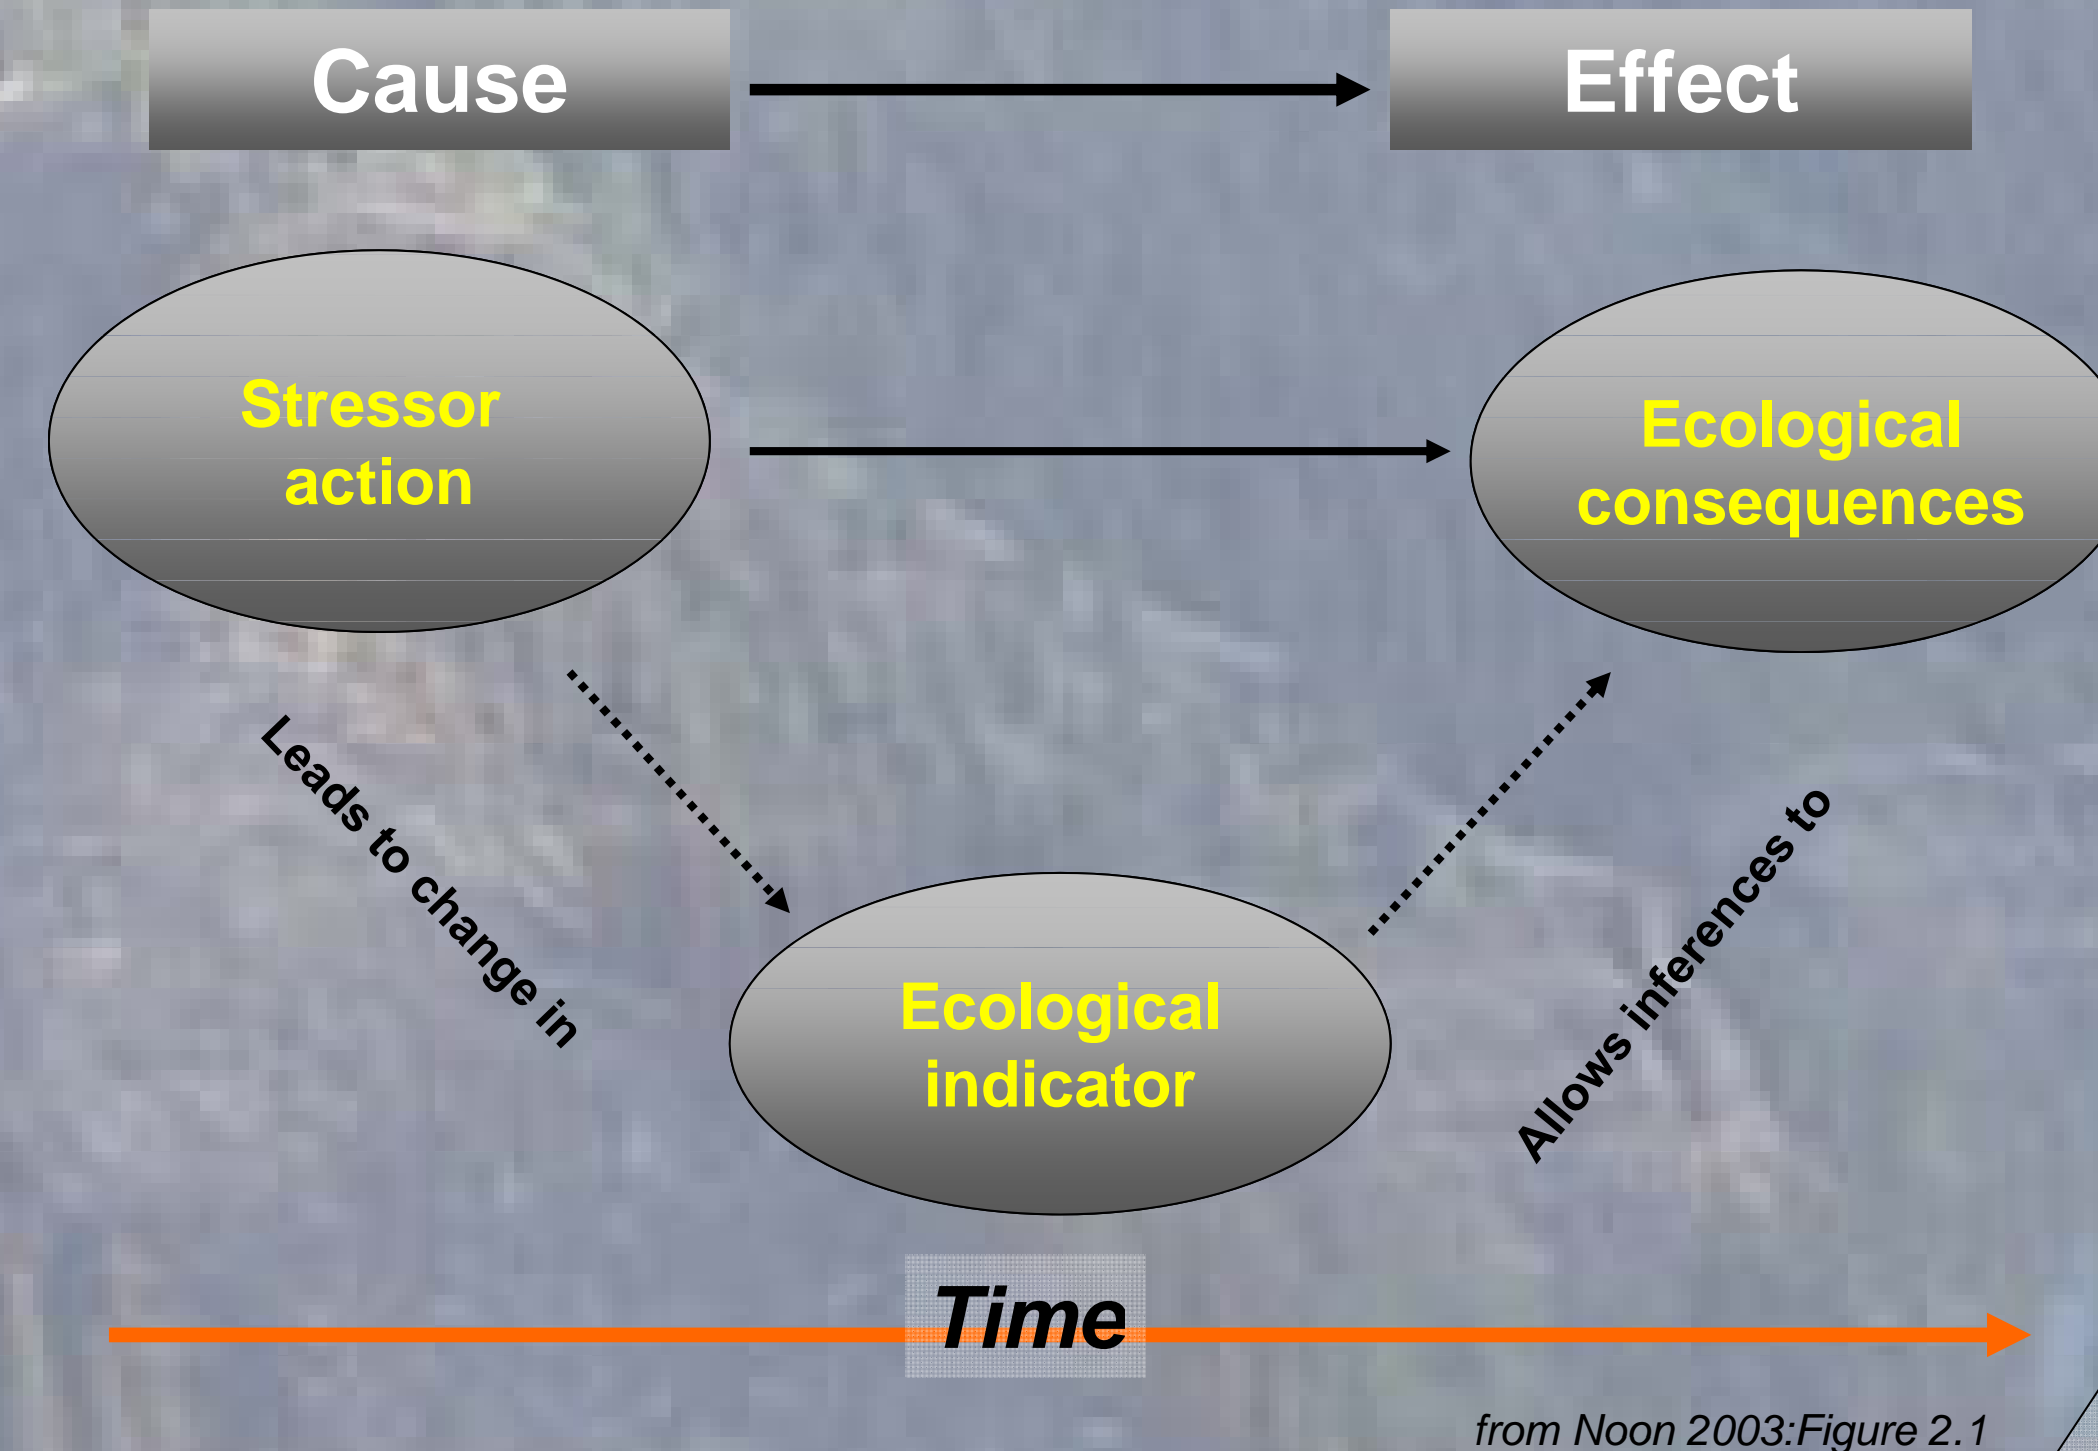 Cause
Effect
Stressor
action
Ecological
consequences
Leads to change in
Allows inferences to
Ecological
indicator
Time
from Noon 2003:Figure 2.1